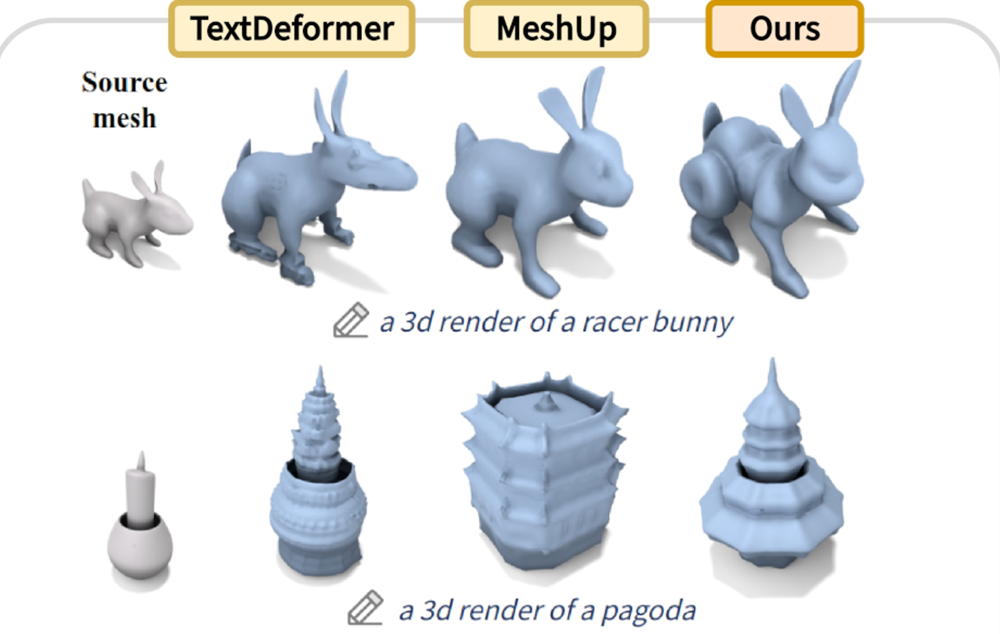 TextDeformer
MeshUp
Ours
Source
mesh
a 3d render of a racer bunny
a 3d render of a pagoda